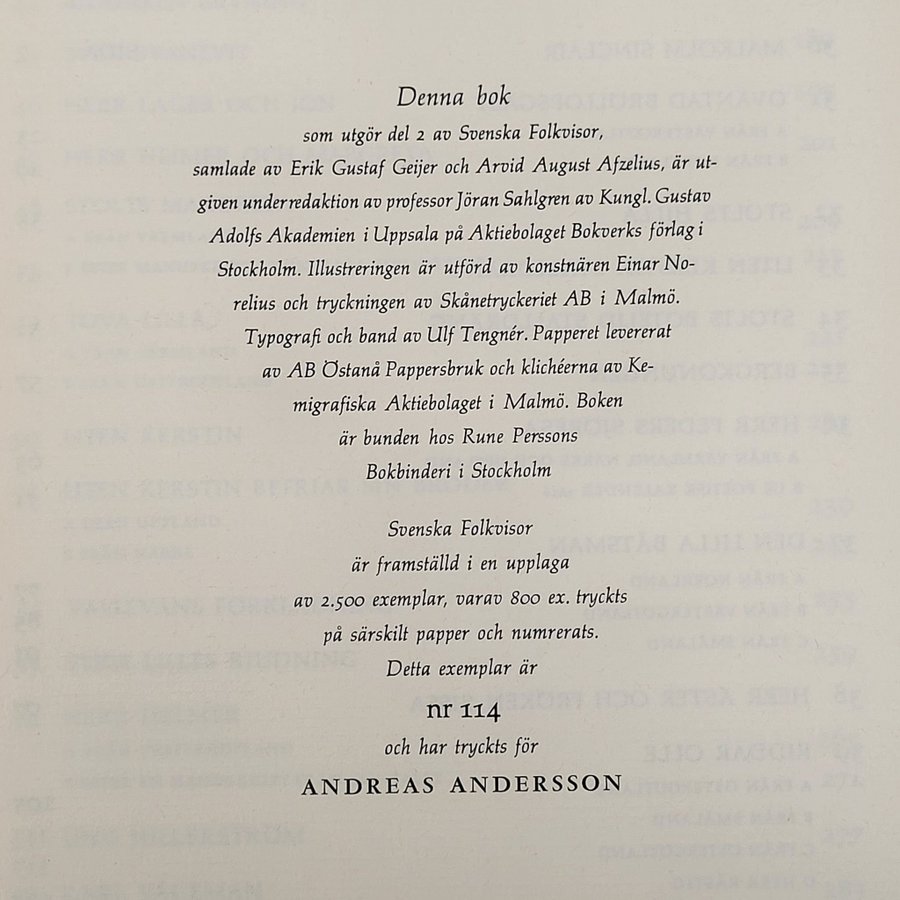 Denna bok
som utgör del 2 av Svenska Folkvisor,
samlade av Erik Gustaf Geijer och Arvid August Afzelius, är ut-
given under redaktion av professor Jöran Sahlgren av Kungl. Gustav
Adolfs Akademien i Uppsala på Aktiebolaget Bokverks förlag i
Stockholm. Illustreringen är utförd av konstnären Einar No-
relius och tryckningen av Skånetryckeriet AB i Malmö.
Typografi och band av Ulf Tengnér. Papperet levererat
av AB Östanå Pappersbruk och klichéerna av Ke-
migrafiska Aktiebolaget i Malmö. Boken
är bunden hos Rune Perssons
Bokbinderi i Stockholm
Svenska Folkvisor
är framställd i en upplaga
av 2.500 exemplar, varav 800 ex. tryckts
på särskilt papper och numrerats.
Detta exemplar är
nr 114
och har tryckts för
ANDREAS ANDERSSON